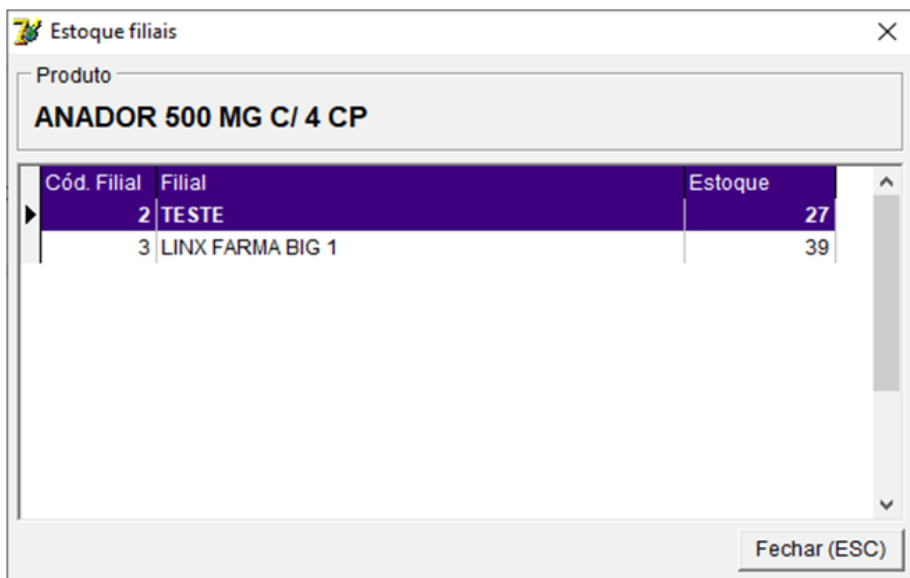 Estoque filiais
Produto
ANADOR 500 MG C/ 4 CP
Cód. Filial Filial Estoque
2 TESTE 27
3 LINX FARMA BIG 1 39
Fechar (ESC)